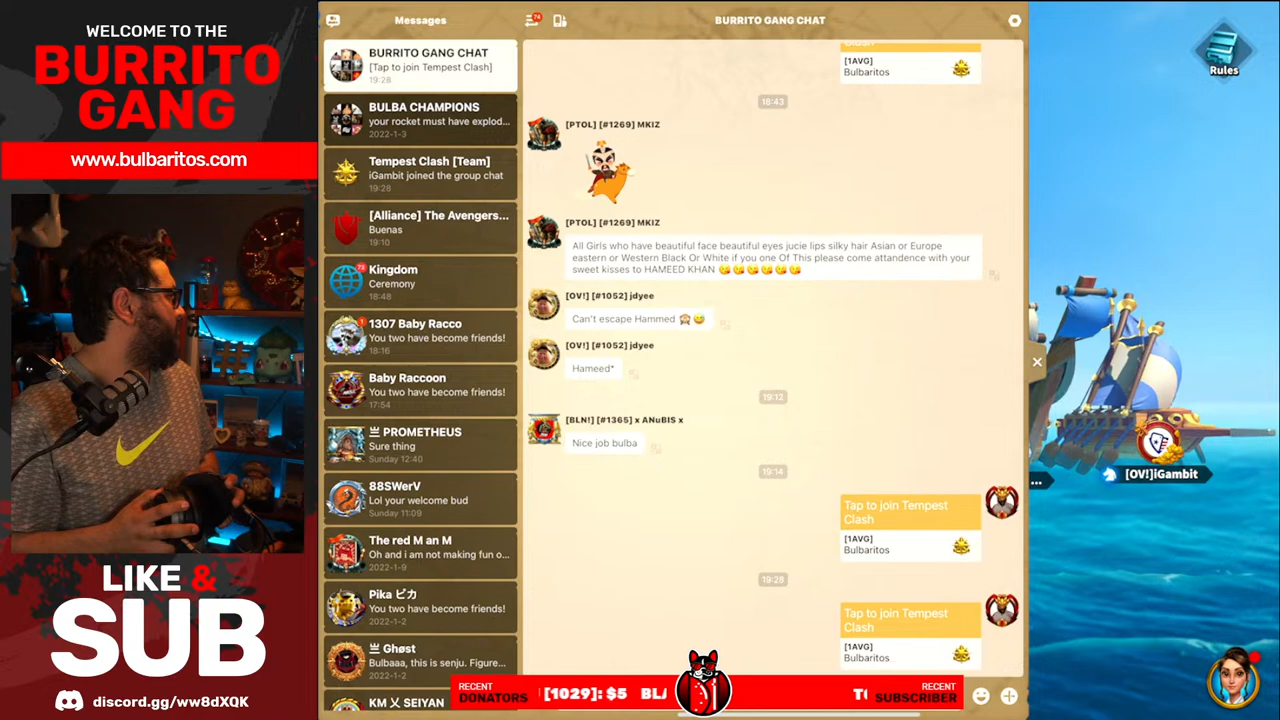 WELCOME TO THE
BURRITO
GANG
www.bulbaritos.com
LIKE &
SUB
discord.gg/ww8dXQK
Messages
BURRITO GANG CHAT
[Tap to join Tempest Clash]
19:28
BULBA CHAMPIONS
your rocket must have explod...
2022-1-3
Tempest Clash [Team]
iGambit joined the group chat
19:28
[Alliance] The Avengers...
Buenas
19:10
73
Kingdom
Ceremony
18:48
1
1307 Baby Racco
You two have become friends!
18:16
Baby Raccoon
You two have become friends!
17:54
亗 PROMETHEUS
Sure thing
Sunday 12:40
88SWerV
Lol your welcome bud
Sunday 11:09
The red M an M
Oh and i am not making fun o...
2022-1-9
Pika ピカ
You two have become friends!
2022-1-2
亗 Ghøst
Bulbaaa, this is senju. Figure...
2022-1-2
KM 乂 SEIYAN
74
BURRITO GANG CHAT
[1AVG]
Bulbaritos
18:43
[PTOL] [#1269] MKIZ
[PTOL] [#1269] MKIZ
All Girls who have beautiful face beautiful eyes jucie lips silky hair Asian or Europe
eastern or Western Black Or White if you one Of This please come attandence with your
sweet kisses to HAMEED KHAN 😘😘😘😘😘😘
[OV!] [#1052] jdyee
Can't escape Hammed 🙈😅
[OV!] [#1052] jdyee
Hameed*
19:12
[BLN!] [#1365] x ANuBIS x
Nice job bulba
19:14
Tap to join Tempest
Clash
[1AVG]
Bulbaritos
19:28
Tap to join Tempest
Clash
[1AVG]
Bulbaritos
RECENT
DONATORS
[1029]: $5
RECENT
SUBSCRIBER
Rules
[OV!]iGambit
...